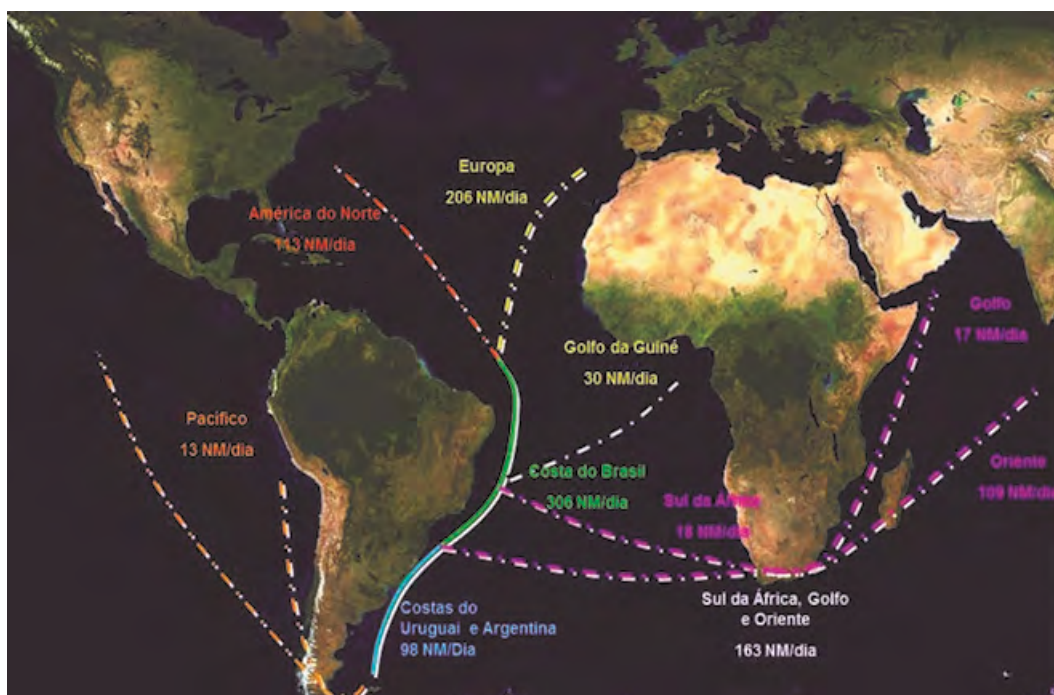 Europa
206 NM/dia
América do Norte
113 NM/dia
Golfo
17 NM/dia
Golfo da Guiné
30 NM/dia
Pacífico
13 NM/dia
Costa do Brasil
306 NM/dia
Sul da África
18 NM/dia
Oriente
109 NM/dia
Sul da África, Golfo
e Oriente
163 NM/dia
Costas do
Uruguai e Argentina
98 NM/Dia